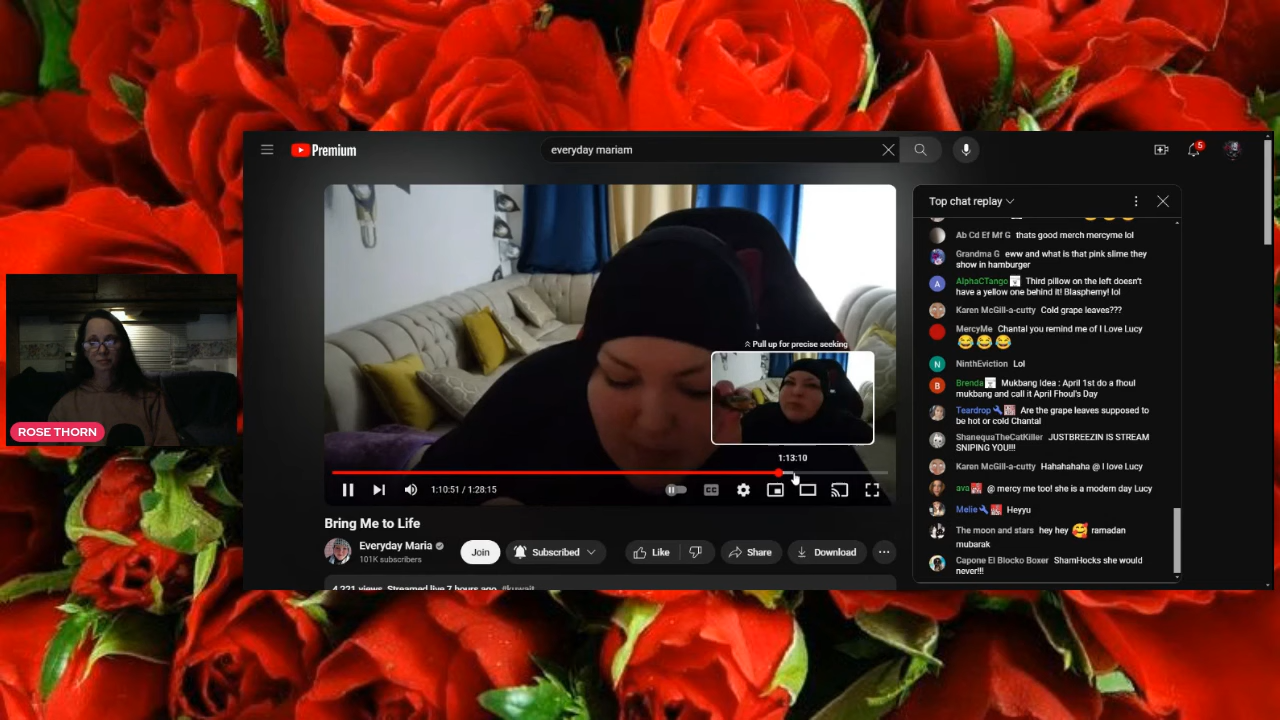 Premium
everyday mariam
5
Top chat replay
Ab Cd Ef Mf G thats good merch mercyme lol
Grandma G eww and what is that pink slime they
show in hamburger
A
AlphaCTango Third pillow on the left doesn't
have a yellow one behind it! Blasphemy! lol
Karen McGill-a-cutty Cold grape leaves???
MercyMe Chantal you remind me of I Love Lucy
N
NinthEviction Lol
B
Brenda Mukbang Idea : April 1st do a fhoul
mukbang and call it April Fhoul's Day
Teardrop Are the grape leaves supposed to
be hot or cold Chantal
ShanequaTheCatKiller JUSTBREEZIN IS STREAM
SNIPING YOU!!!
Karen McGill-a-cutty Hahahahaha @ I love Lucy
ava @ mercy me too! she is a modern day Lucy
Melie Heyyu
The moon and stars hey hey ramadan
mubarak
Capone El Blocko Boxer ShamHocks she would
never!!!
Pull up for precise seeking
1:13:10
1:10:51 / 1:28:15
CC
Bring Me to Life
Everyday Maria
101K subscribers
Join
Subscribed
Like
Share
Download
4,221 views Streamed live 7 hours ago #kuwait
ROSE THORN